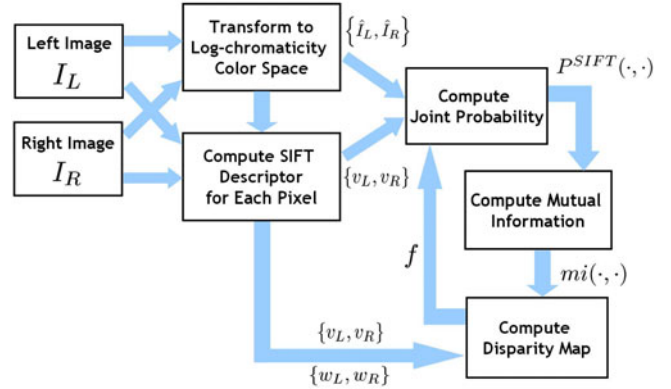 Left Image
I_L
Right Image
I_R
Transform to
Log-chromaticity
Color Space
{Î_L, Î_R}
Compute SIFT
Descriptor
for Each Pixel
{v_L, v_R}
Compute
Joint Probability
P^{SIFT}(·,·)
Compute Mutual
Information
mi(·,·)
f
Compute
Disparity Map
{v_L, v_R}
{w_L, w_R}